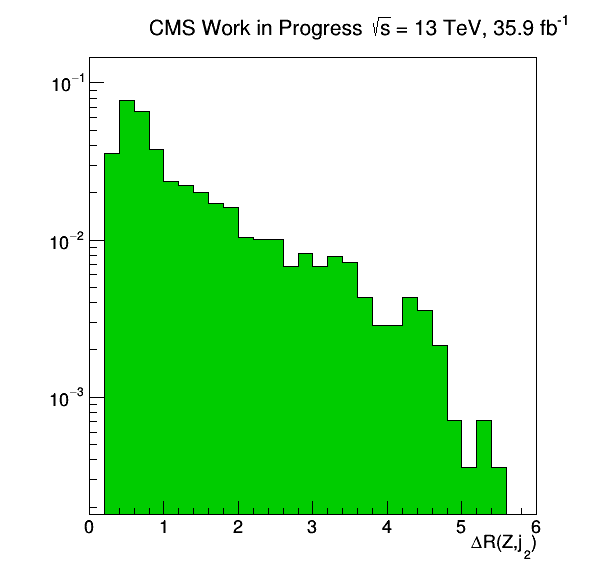 CMS Work in Progress √s = 13 TeV, 35.9 fb⁻¹
10⁻¹
10⁻²
10⁻³
0 1 2 3 4 5 6
ΔR(Z,j₂)